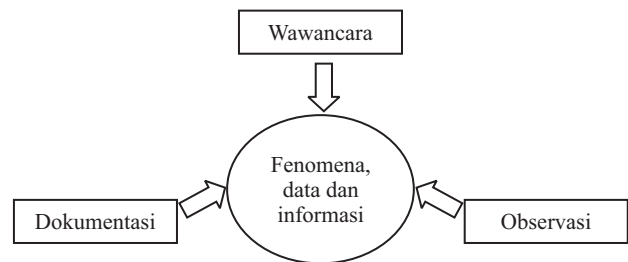 Wawancara
Fenomena,
data dan
informasi
Dokumentasi
Observasi